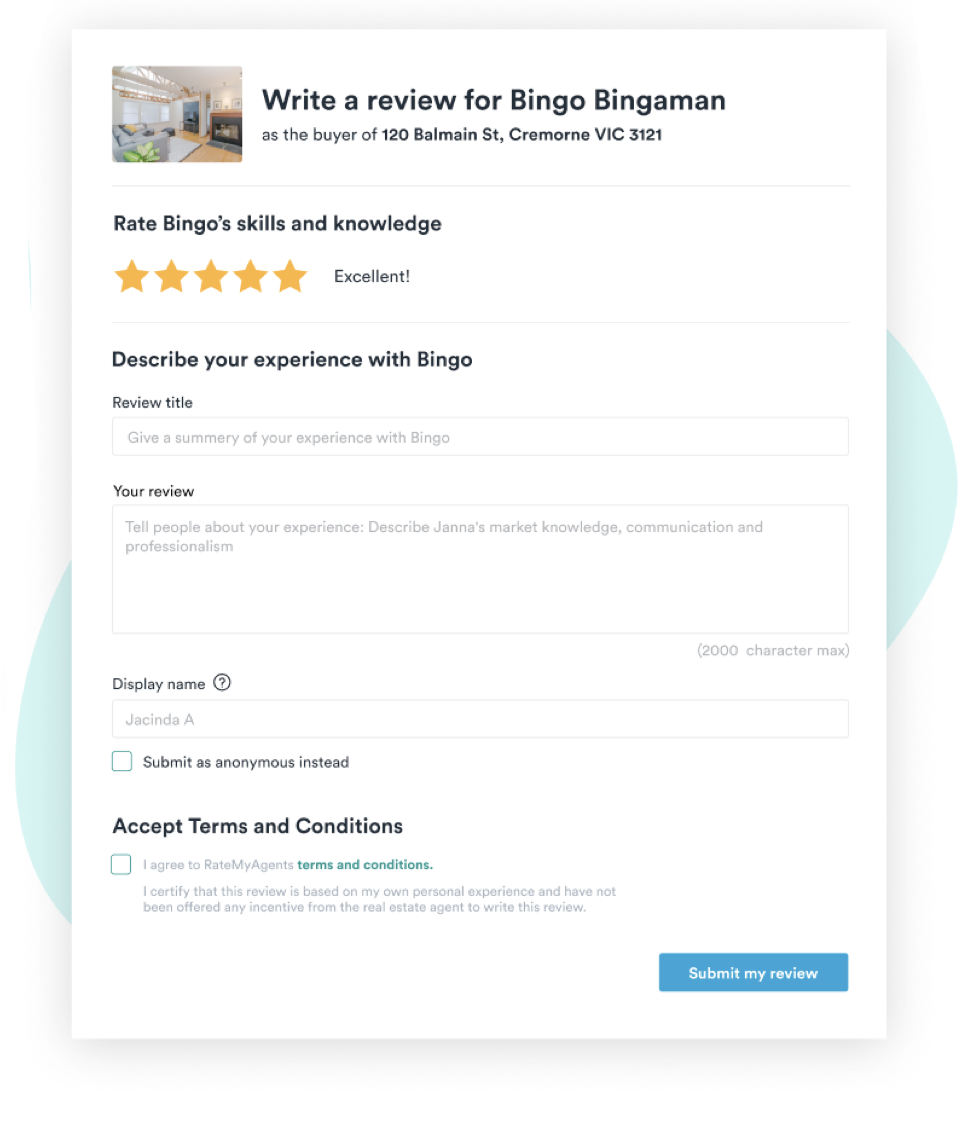 Write a review for Bingo Bingaman
as the buyer of 120 Balmain St, Cremorne VIC 3121
Rate Bingo’s skills and knowledge
Excellent!
Describe your experience with Bingo
Review title
Give a summery of your experience with Bingo
Your review
Tell people about your experience: Describe Janna's market knowledge, communication and
professionalism
(2000 character max)
Display name ?
Jacinda A
Submit as anonymous instead
Accept Terms and Conditions
I agree to RateMyAgents terms and conditions.
I certify that this review is based on my own personal experience and have not
been offered any incentive from the real estate agent to write this review.
Submit my review